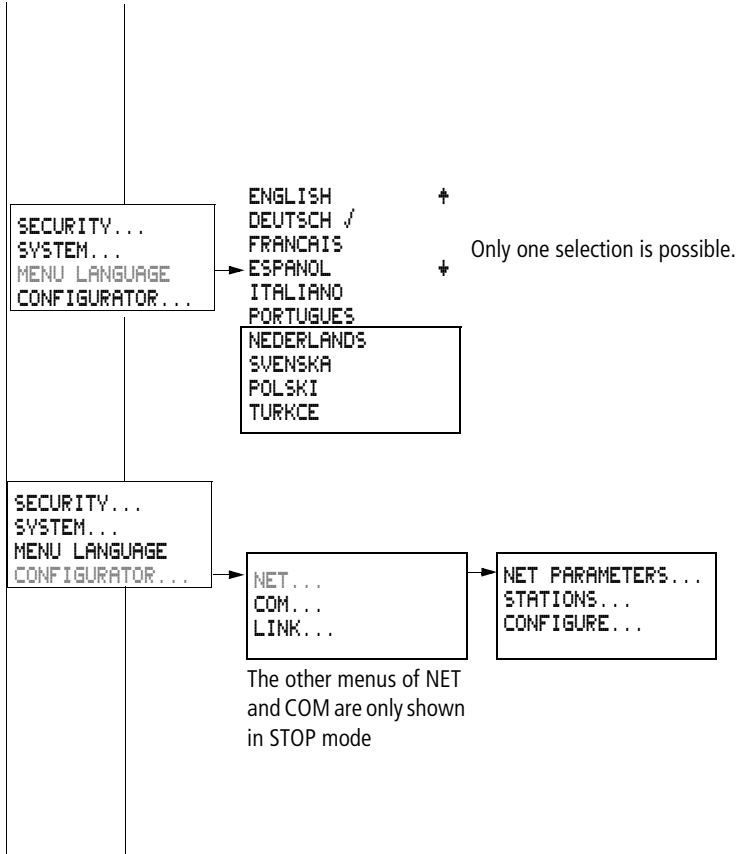 SECURITY...
SYSTEM...
MENU LANGUAGE
CONFIGURATOR...
ENGLISH
DEUTSCH √
FRANCAIS
ESPANOL
ITALIANO
PORTUGUES
NEDERLANDS
SVENSKA
POLSKI
TURKCE
Only one selection is possible.
SECURITY...
SYSTEM...
MENU LANGUAGE
CONFIGURATOR...
NET...
COM...
LINK...
The other menus of NET
and COM are only shown
in STOP mode
NET PARAMETERS...
STATIONS...
CONFIGURE...